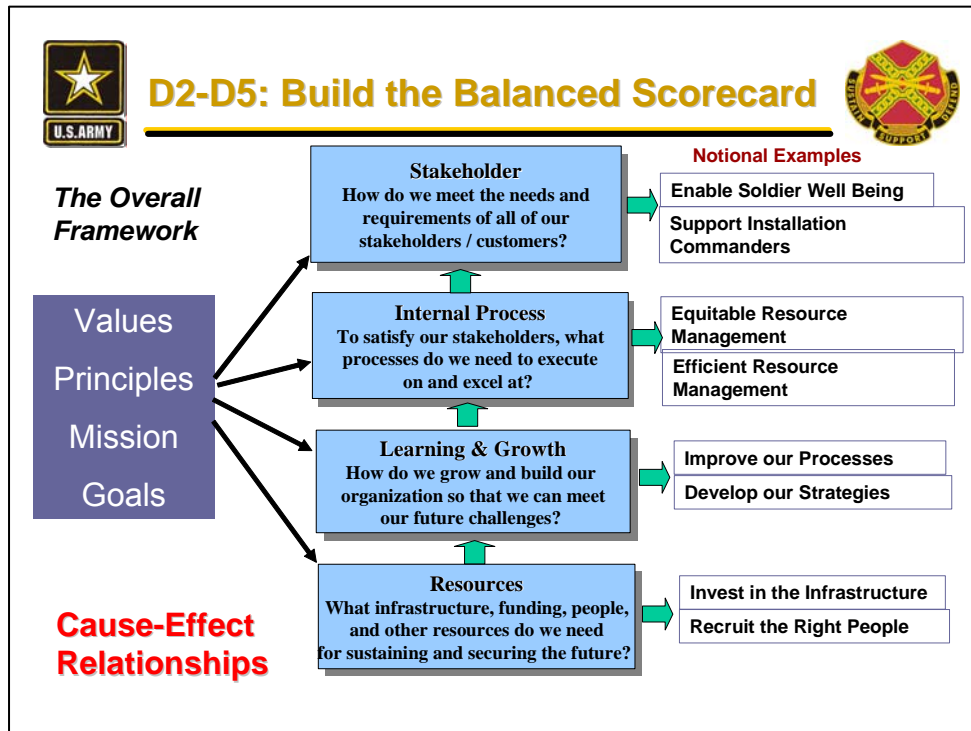 D2-D5: Build the Balanced Scorecard
U.S.ARMY
SUSTAIN SUPPORT DEFEND
The Overall
Framework
Values
Principles
Mission
Goals
Cause-Effect
Relationships
Stakeholder
How do we meet the needs and
requirements of all of our
stakeholders / customers?
Internal Process
To satisfy our stakeholders, what
processes do we need to execute
on and excel at?
Learning & Growth
How do we grow and build our
organization so that we can meet
our future challenges?
Resources
What infrastructure, funding, people,
and other resources do we need
for sustaining and securing the future?
Notional Examples
Enable Soldier Well Being
Support Installation
Commanders
Equitable Resource
Management
Efficient Resource
Management
Improve our Processes
Develop our Strategies
Invest in the Infrastructure
Recruit the Right People